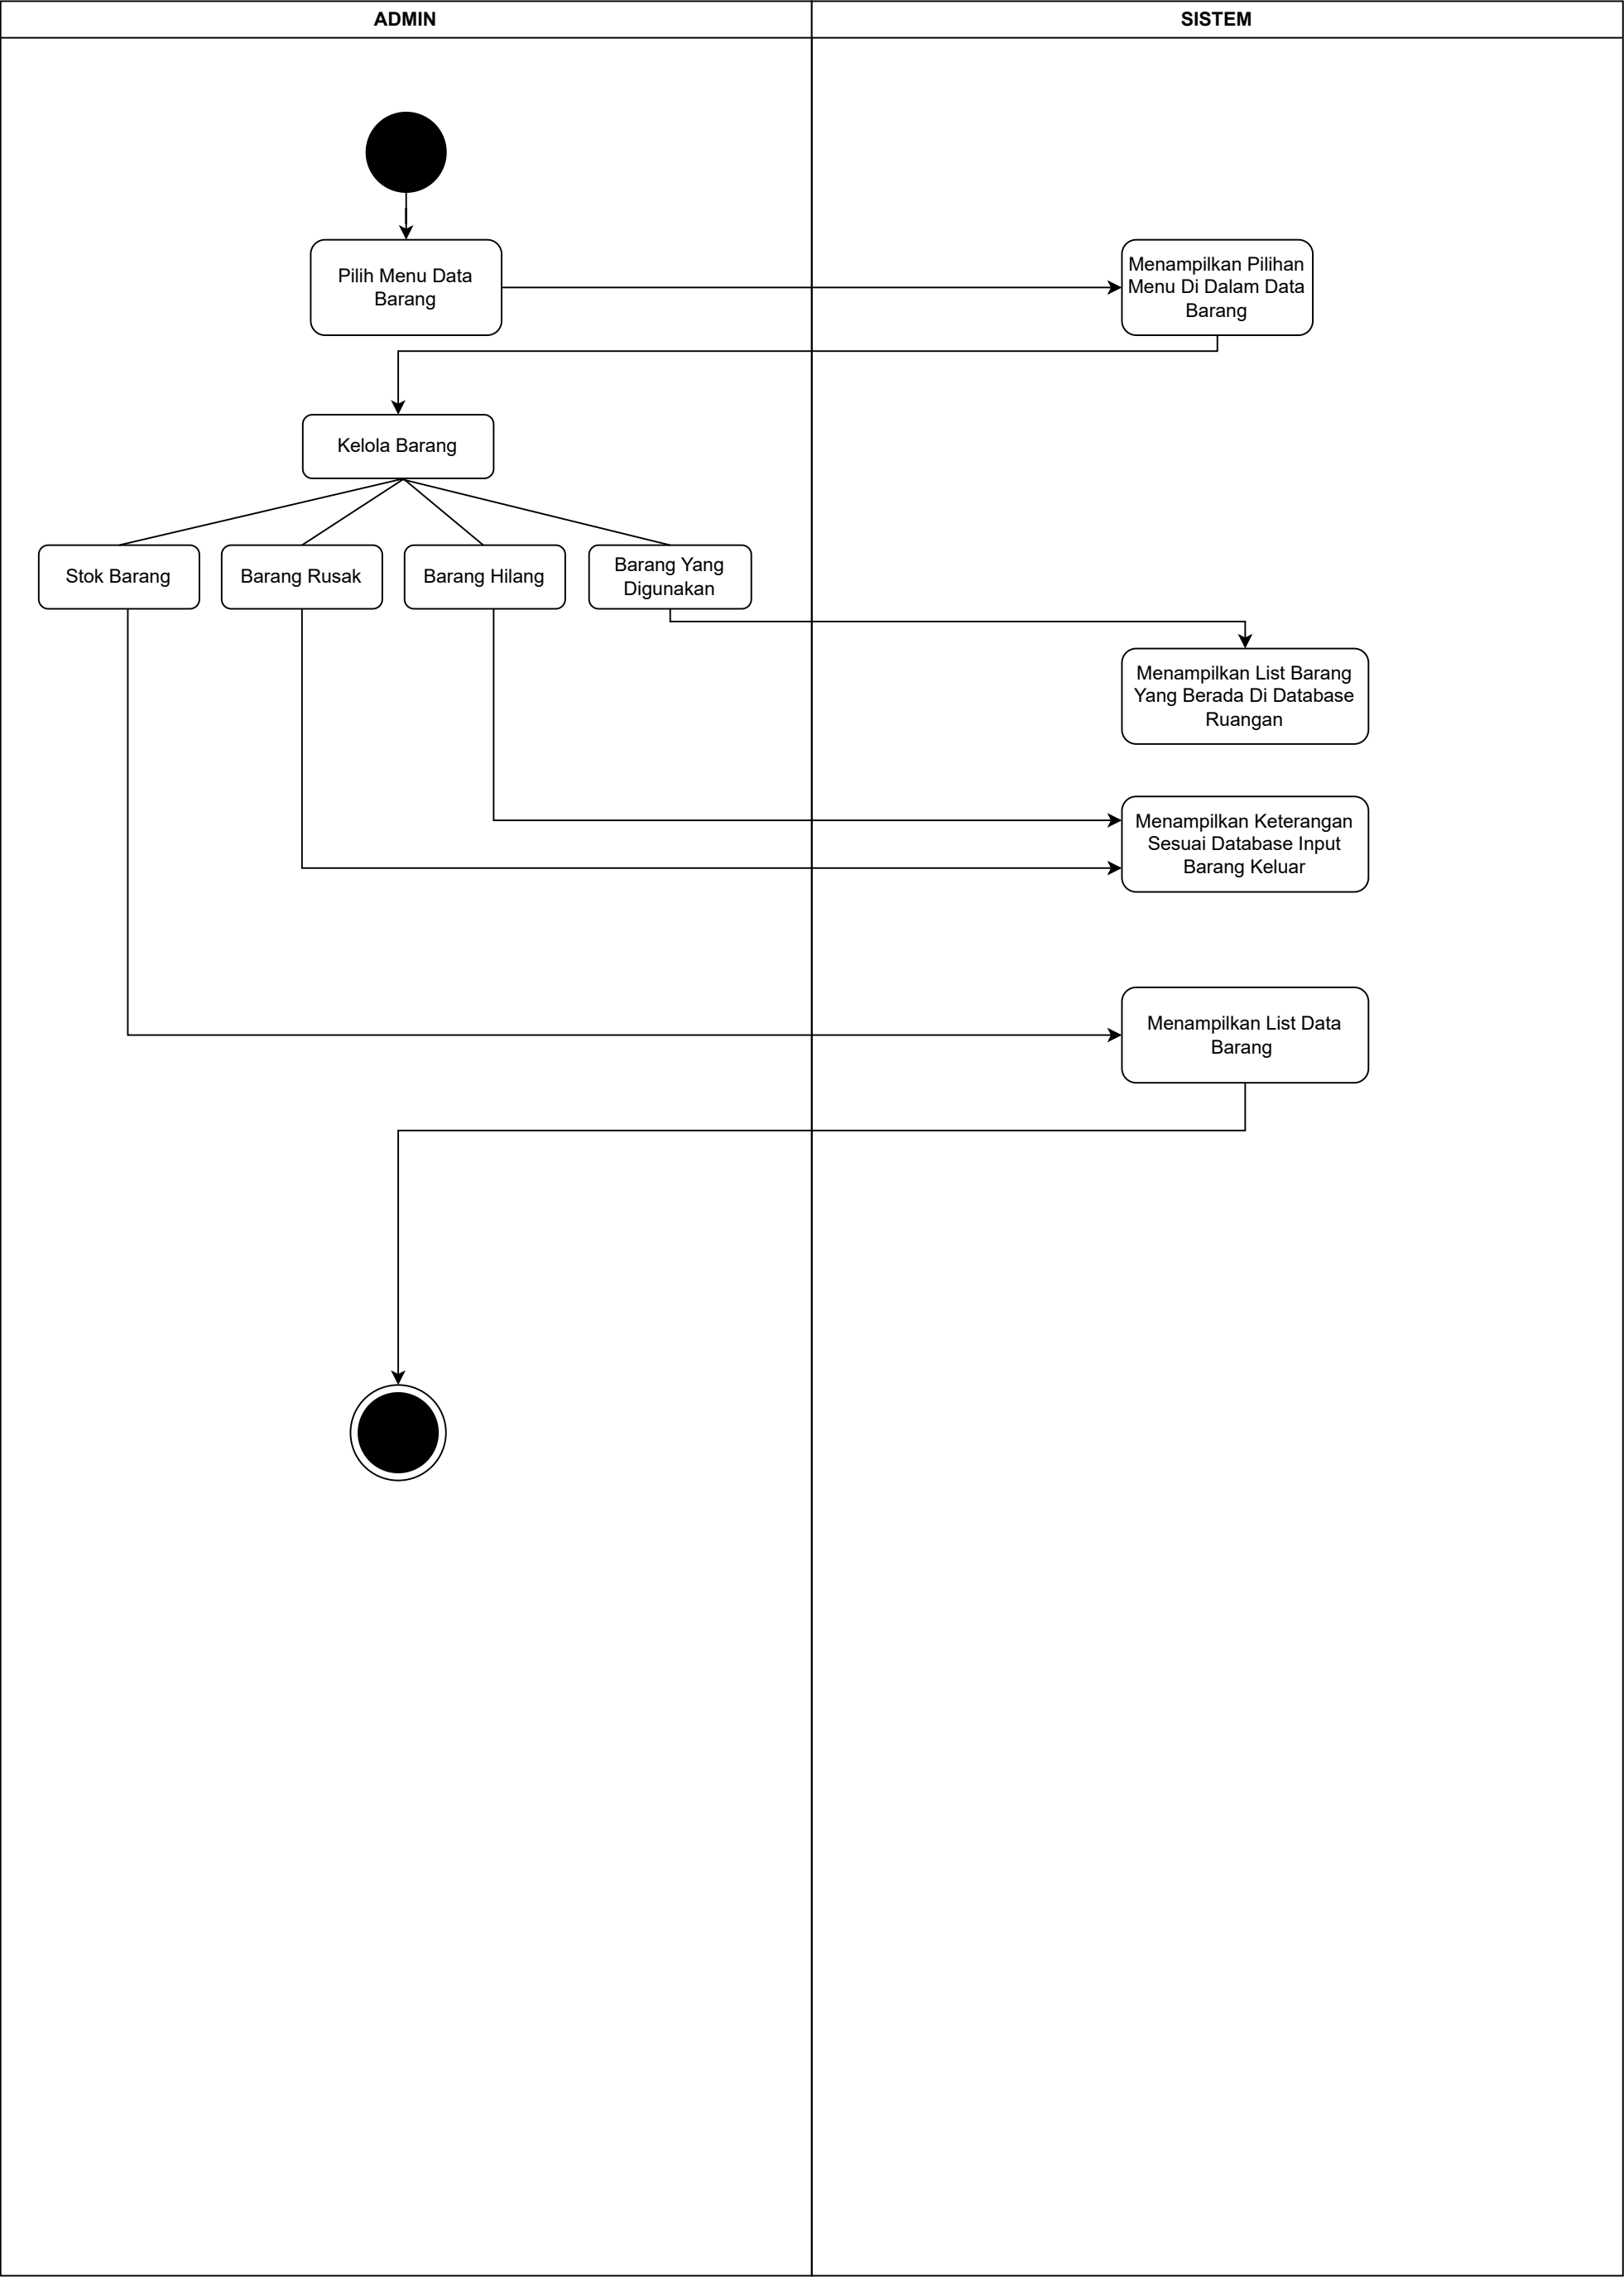 ADMIN
SISTEM
Pilih Menu Data
Barang
Menampilkan Pilihan
Menu Di Dalam Data
Barang
Kelola Barang
Stok Barang
Barang Rusak
Barang Hilang
Barang Yang
Digunakan
Menampilkan List Barang
Yang Berada Di Database
Ruangan
Menampilkan Keterangan
Sesuai Database Input
Barang Keluar
Menampilkan List Data
Barang